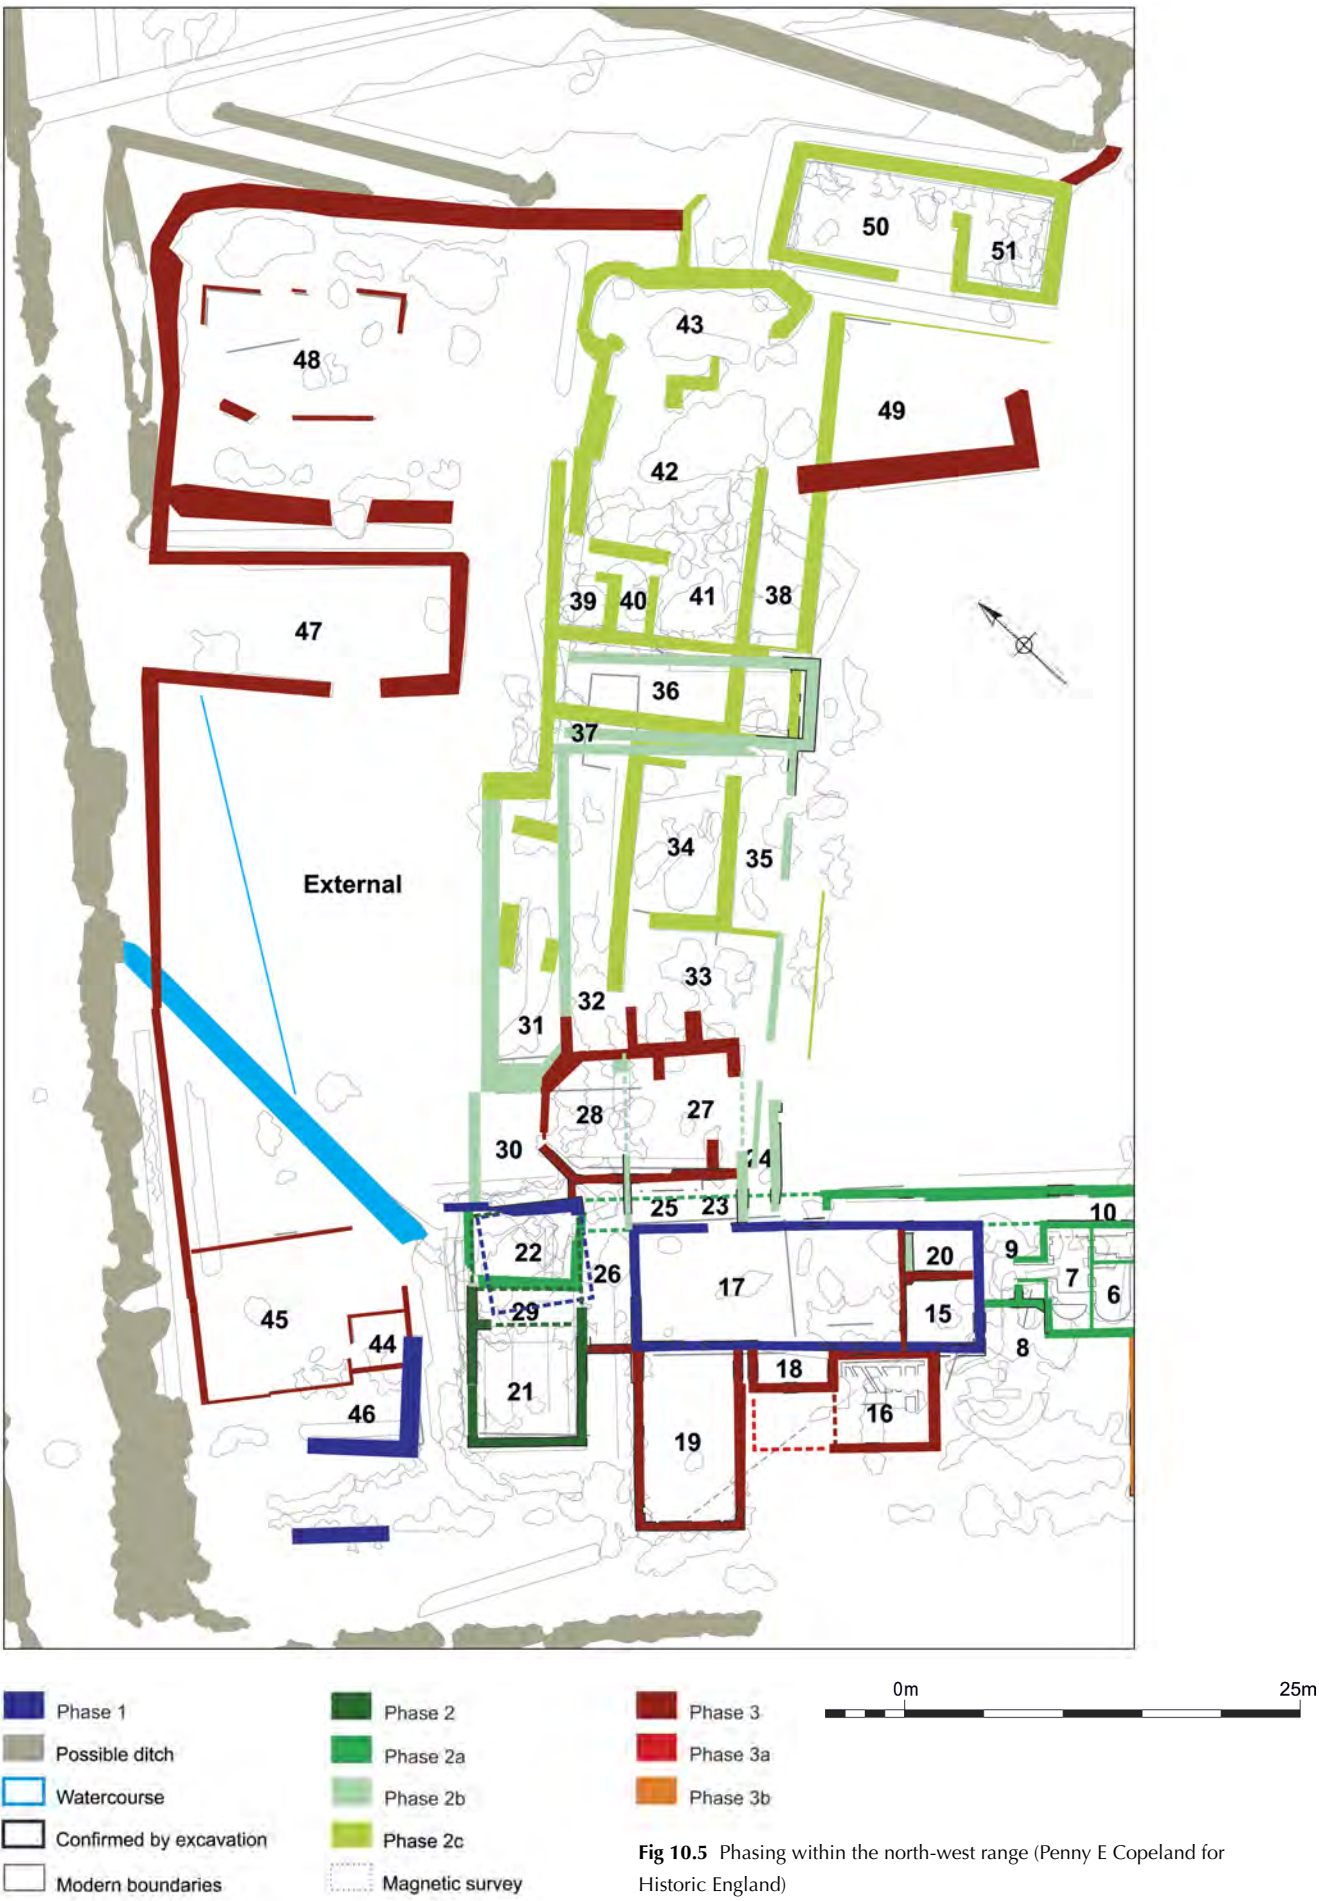 50
51
43
48
49
42
39
40
41
38
47
36
37
34
35
External
33
32
31
28
27
30
24
25
23
10
22
20
9
26
7
17
6
29
15
45
8
44
18
21
46
16
19
Phase 1
Possible ditch
Watercourse
Confirmed by excavation
Modern boundaries
Phase 2
Phase 2a
Phase 2b
Phase 2c
Magnetic survey
Phase 3
Phase 3a
Phase 3b
0m
25m
Fig 10.5 Phasing within the north-west range (Penny E Copeland for
Historic England)